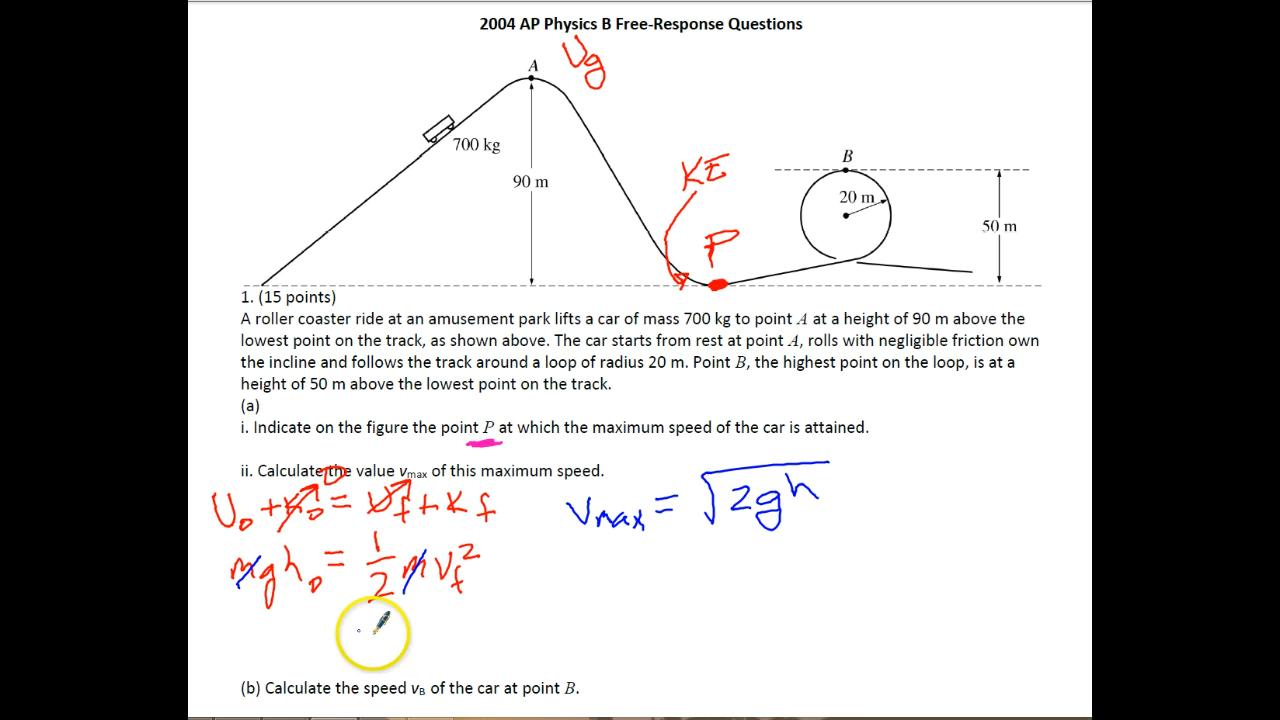 2004 AP Physics B Free-Response Questions
A
Ug
700 kg
90 m
KE
P
B
20 m
50 m
1. (15 points)
A roller coaster ride at an amusement park lifts a car of mass 700 kg to point A at a height of 90 m above the
lowest point on the track, as shown above. The car starts from rest at point A, rolls with negligible friction own
the incline and follows the track around a loop of radius 20 m. Point B, the highest point on the loop, is at a
height of 50 m above the lowest point on the track.
(a)
i. Indicate on the figure the point P at which the maximum speed of the car is attained.
ii. Calculate the value vmax of this maximum speed.
U0 + K0 0 = Uf + Kf
vmax = √2gh
mgh0 = 1/2 mvf²
(b) Calculate the speed vB of the car at point B.